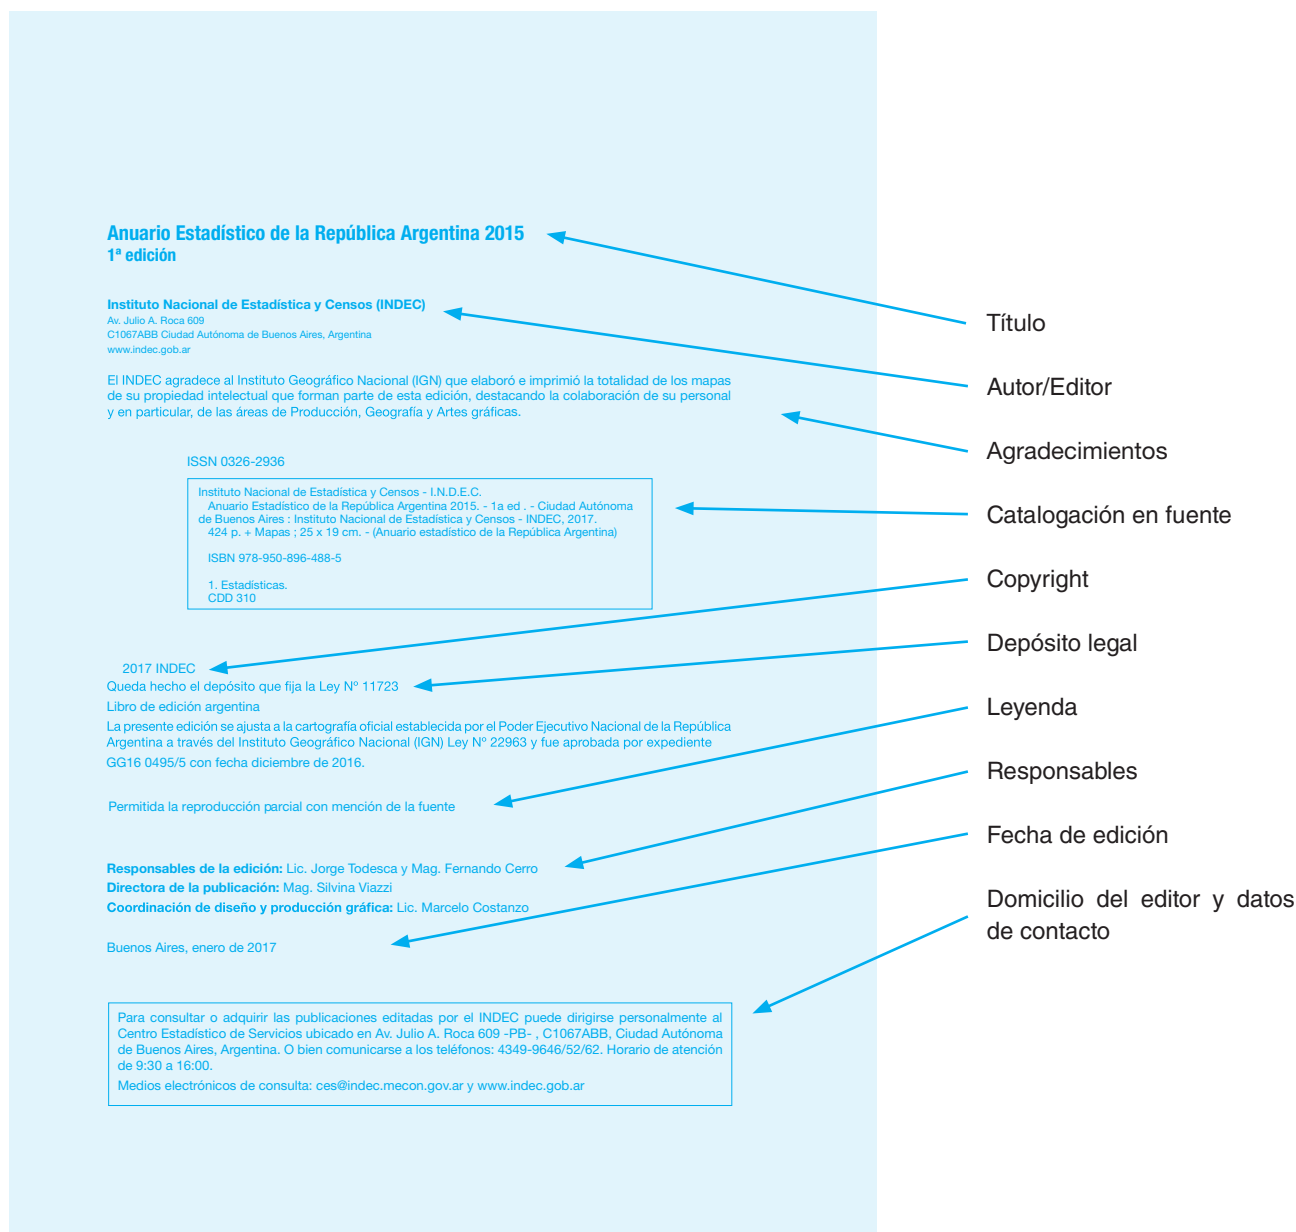 Anuario Estadístico de la República Argentina 2015
1ª edición
Instituto Nacional de Estadística y Censos (INDEC)
Av. Julio A. Roca 609
C1067ABB Ciudad Autónoma de Buenos Aires, Argentina
www.indec.gob.ar
El INDEC agradece al Instituto Geográfico Nacional (IGN) que elaboró e imprimió la totalidad de los mapas
de su propiedad intelectual que forman parte de esta edición, destacando la colaboración de su personal
y en particular, de las áreas de Producción, Geografía y Artes gráficas.
ISSN 0326-2936
Instituto Nacional de Estadística y Censos - I.N.D.E.C.
Anuario Estadístico de la República Argentina 2015. - 1a ed . - Ciudad Autónoma
de Buenos Aires : Instituto Nacional de Estadística y Censos - INDEC, 2017.
424 p. + Mapas ; 25 x 19 cm. - (Anuario estadístico de la República Argentina)
ISBN 978-950-896-488-5
1. Estadísticas.
CDD 310
2017 INDEC
Queda hecho el depósito que fija la Ley Nº 11723
Libro de edición argentina
La presente edición se ajusta a la cartografía oficial establecida por el Poder Ejecutivo Nacional de la República
Argentina a través del Instituto Geográfico Nacional (IGN) Ley Nº 22963 y fue aprobada por expediente
GG16 0495/5 con fecha diciembre de 2016.
Permitida la reproducción parcial con mención de la fuente
Responsables de la edición: Lic. Jorge Todesca y Mag. Fernando Cerro
Directora de la publicación: Mag. Silvina Viazzi
Coordinación de diseño y producción gráfica: Lic. Marcelo Costanzo
Buenos Aires, enero de 2017
Para consultar o adquirir las publicaciones editadas por el INDEC puede dirigirse personalmente al
Centro Estadístico de Servicios ubicado en Av. Julio A. Roca 609 -PB- , C1067ABB, Ciudad Autónoma
de Buenos Aires, Argentina. O bien comunicarse a los teléfonos: 4349-9646/52/62. Horario de atención
de 9:30 a 16:00.
Medios electrónicos de consulta: ces@indec.mecon.gov.ar y www.indec.gob.ar
Título
Autor/Editor
Agradecimientos
Catalogación en fuente
Copyright
Depósito legal
Leyenda
Responsables
Fecha de edición
Domicilio del editor y datos
de contacto